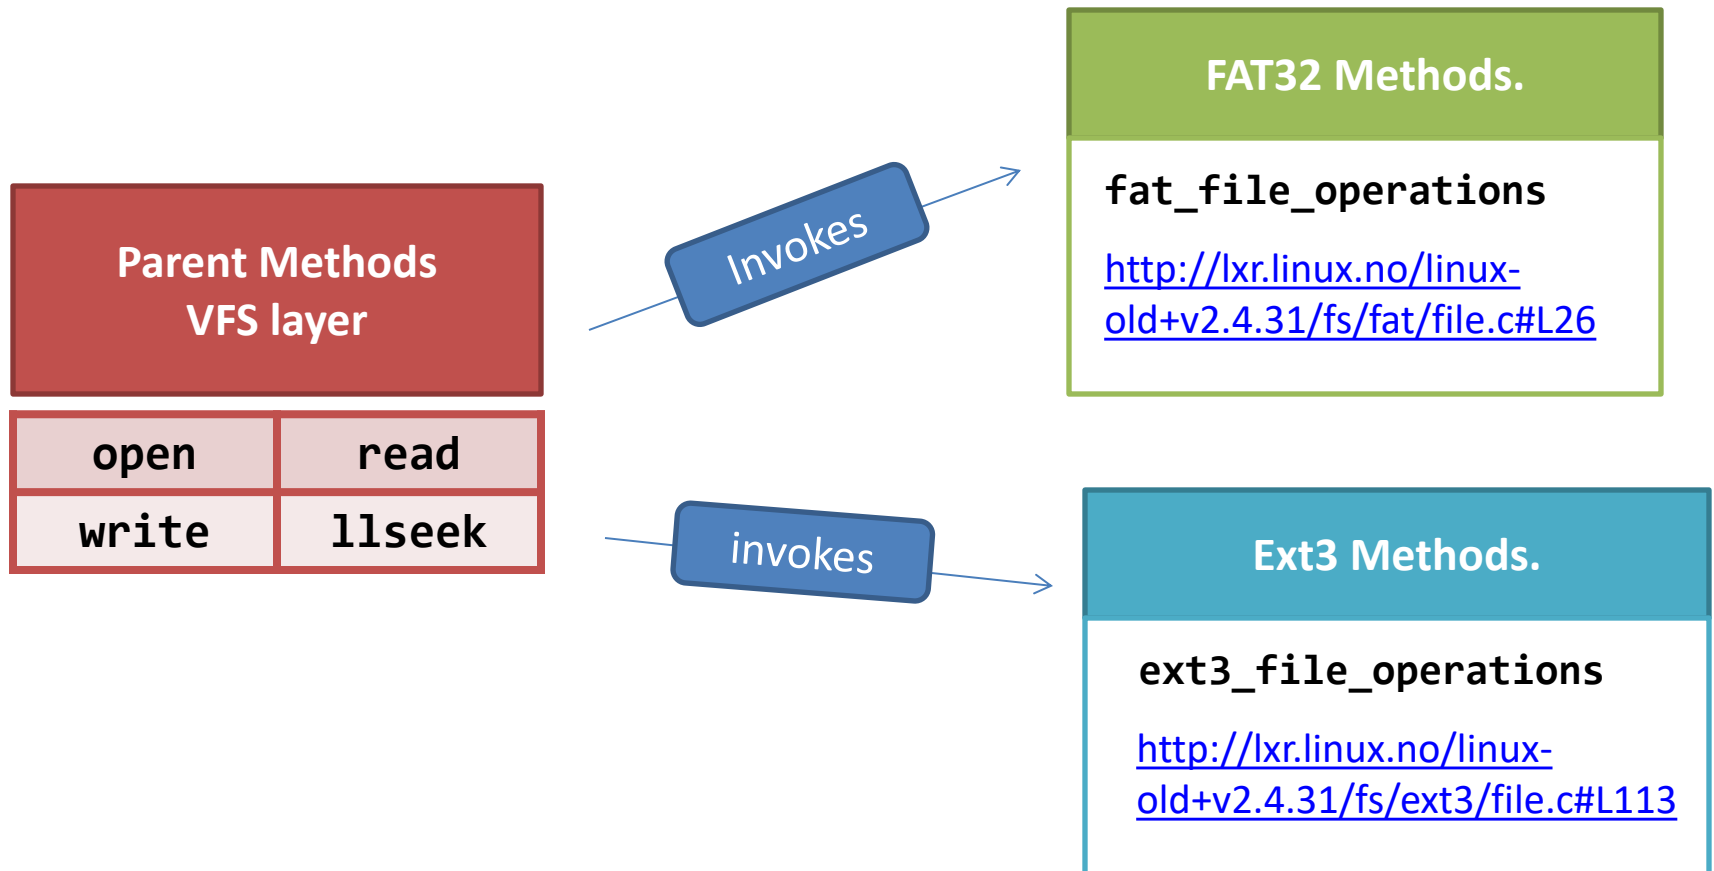 Parent Methods
VFS layer
open read
write llseek
Invokes
invokes
FAT32 Methods.
fat_file_operations
http://lxr.linux.no/linux-
old+v2.4.31/fs/fat/file.c#L26
Ext3 Methods.
ext3_file_operations
http://lxr.linux.no/linux-
old+v2.4.31/fs/ext3/file.c#L113